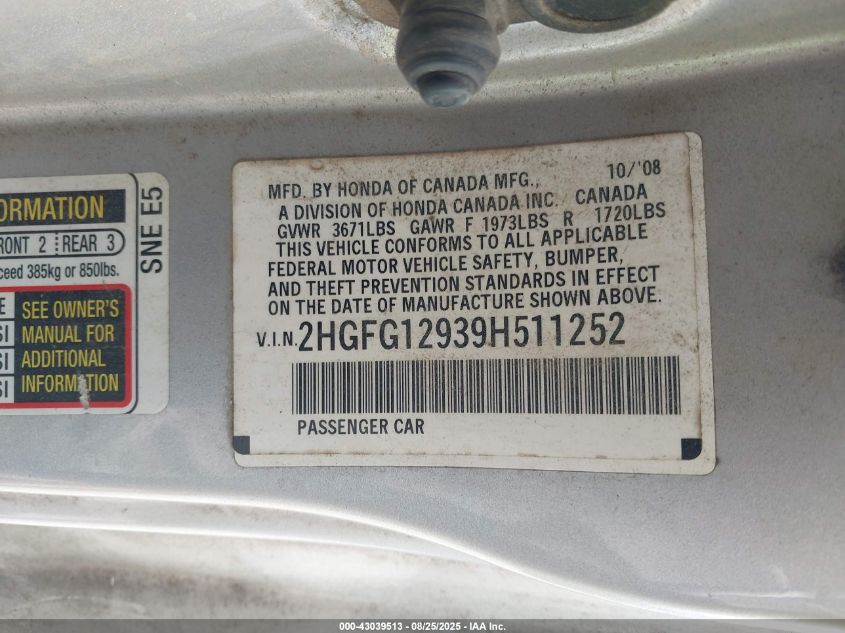 ORMATION
RONT 2 REAR 3
ceed 385kg or 850lbs.
E SEE OWNER'S
SI MANUAL FOR
SI ADDITIONAL
SI INFORMATION
SNE E5
10/'08
MFD. BY HONDA OF CANADA MFG.,
A DIVISION OF HONDA CANADA INC. CANADA
GVWR 3671LBS GAWR F 1973LBS R 1720LBS
THIS VEHICLE CONFORMS TO ALL APPLICABLE
FEDERAL MOTOR VEHICLE SAFETY, BUMPER,
AND THEFT PREVENTION STANDARDS IN EFFECT
ON THE DATE OF MANUFACTURE SHOWN ABOVE.
V.I.N. 2HGFG12939H511252
PASSENGER CAR
000-43039513 - 08/25/2025 - IAA Inc.